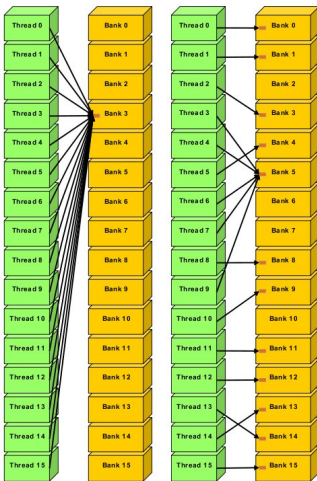 Thread 0 Bank 0 Thread 0 Bank 0
Thread 1 Bank 1 Thread 1 Bank 1
Thread 2 Bank 2 Thread 2 Bank 2
Thread 3 Bank 3 Thread 3 Bank 3
Thread 4 Bank 4 Thread 4 Bank 4
Thread 5 Bank 5 Thread 5 Bank 5
Thread 6 Bank 6 Thread 6 Bank 6
Thread 7 Bank 7 Thread 7 Bank 7
Thread 8 Bank 8 Thread 8 Bank 8
Thread 9 Bank 9 Thread 9 Bank 9
Thread 10 Bank 10 Thread 10 Bank 10
Thread 11 Bank 11 Thread 11 Bank 11
Thread 12 Bank 12 Thread 12 Bank 12
Thread 13 Bank 13 Thread 13 Bank 13
Thread 14 Bank 14 Thread 14 Bank 14
Thread 15 Bank 15 Thread 15 Bank 15